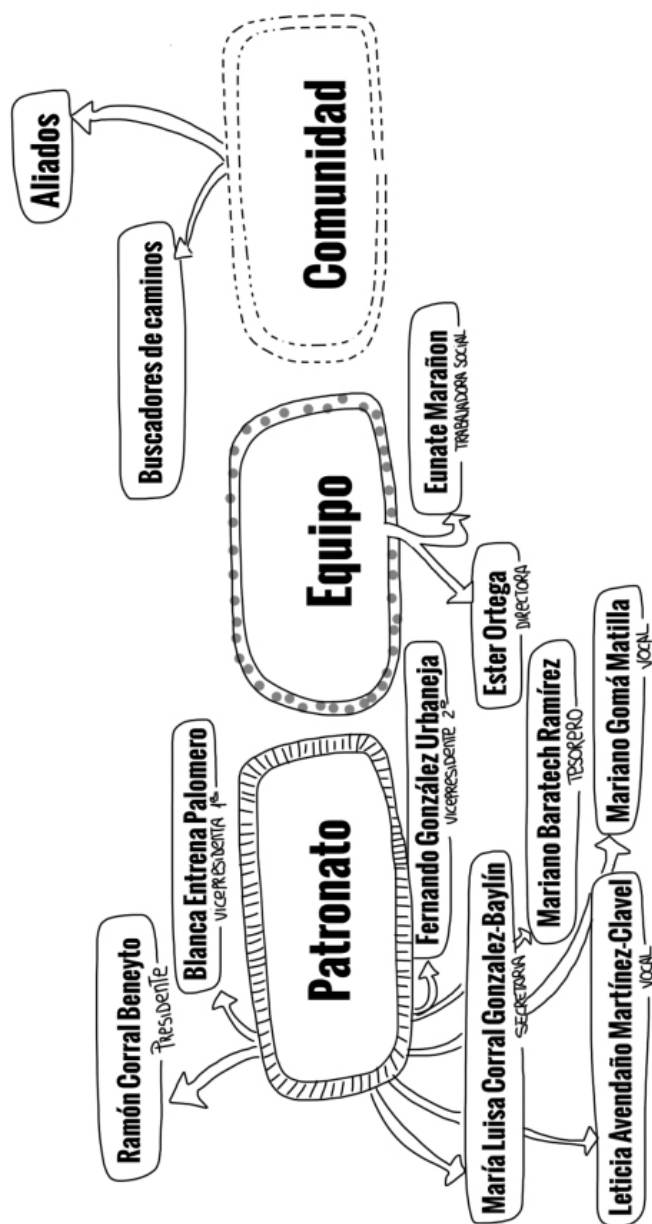 Ramón Corral Beneyto
PRESIDENTE
Blanca Entrena Palomero
VICEPRESIDENTA 1ª
Patronato
Fernando González Urbaneja
VICEPRESIDENTE 2º
María Luisa Corral Gonzalez-Baylín
SECRETARIA
Mariano Baratech Ramírez
TESORERO
Leticia Avendaño Martínez-Clavel
VOCAL
Mariano Gomá Matilla
VOCAL
Equipo
Ester Ortega
DIRECTORA
Eunate Marañon
TRABAJADORA SOCIAL
Aliados
Buscadores de caminos
Comunidad